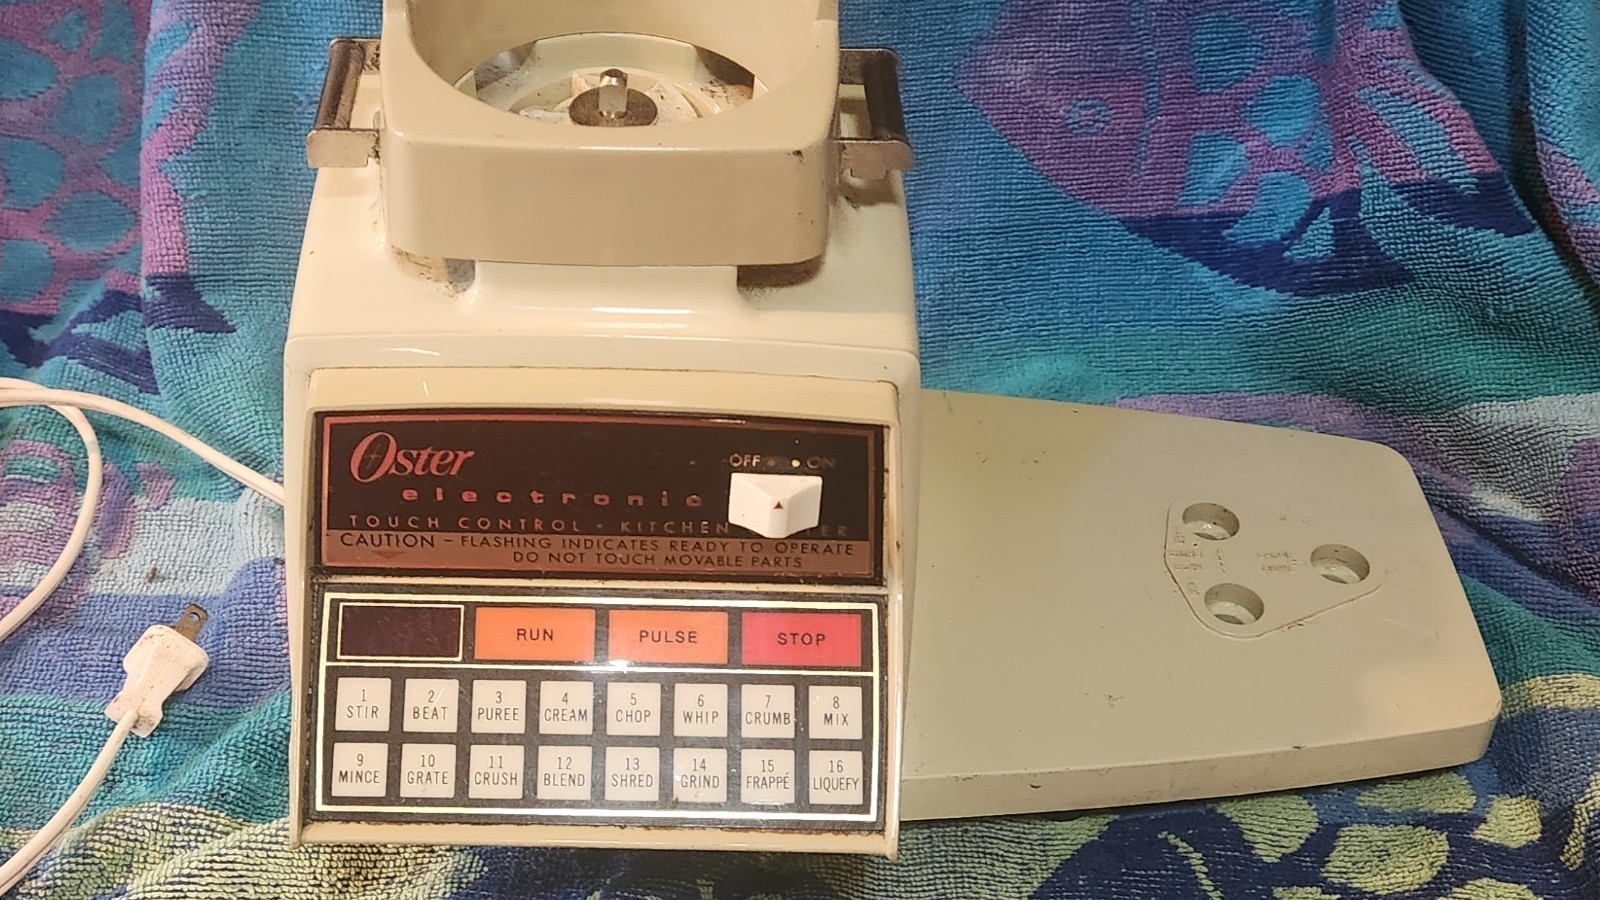 Oster
OFF ON
electronic
TOUCH CONTROL - KITCHEN
CAUTION - FLASHING INDICATES READY TO OPERATE
DO NOT TOUCH MOVABLE PARTS
RUN PULSE STOP
1 2 3 4 5 6 7 8
STIR BEAT PUREE CREAM CHOP WHIP CRUMB MIX
9 10 11 12 13 14 15 16
MINCE GRATE CRUSH BLEND SHRED GRIND FRAPPÉ LIQUEFY